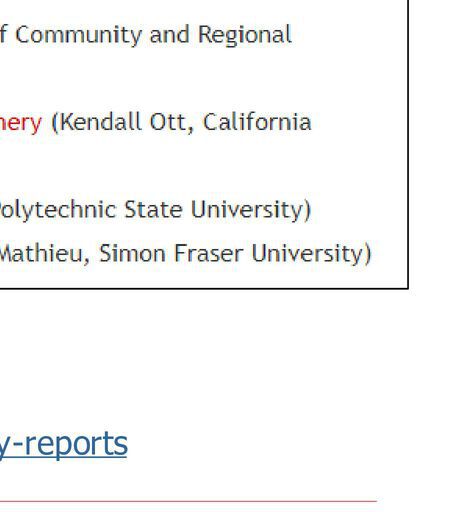 f Community and Regional
nery (Kendall Ott, California
Polytechnic State University)
Mathieu, Simon Fraser University)
y-reports